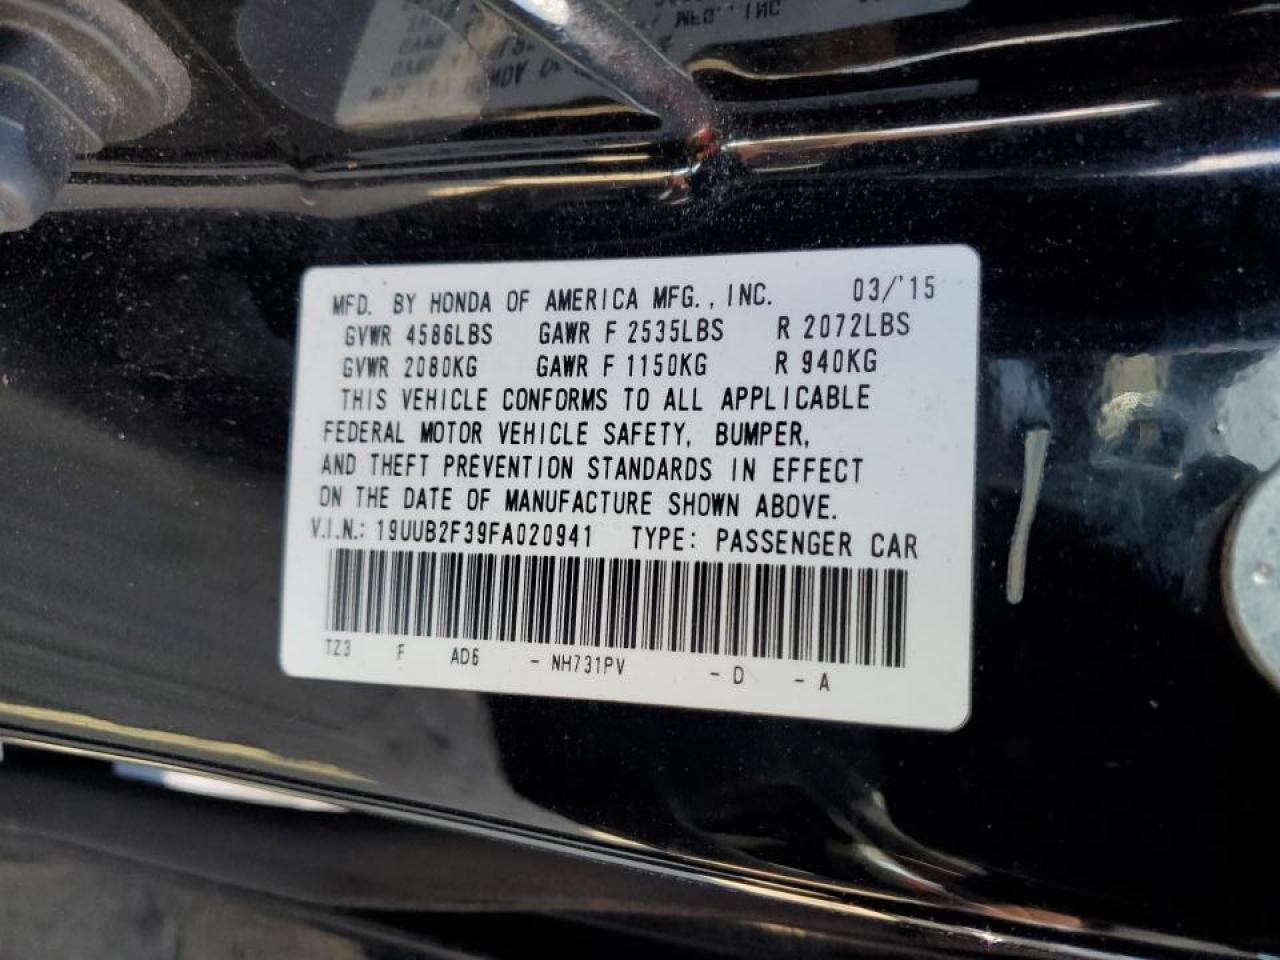 MFD. BY HONDA OF AMERICA MFG., INC. 03/'15
GVWR 4586LBS GAWR F 2535LBS R 2072LBS
GVWR 2080KG GAWR F 1150KG R 940KG
THIS VEHICLE CONFORMS TO ALL APPLICABLE
FEDERAL MOTOR VEHICLE SAFETY, BUMPER,
AND THEFT PREVENTION STANDARDS IN EFFECT
ON THE DATE OF MANUFACTURE SHOWN ABOVE.
V.I.N.: 19UUB2F39FA020941 TYPE: PASSENGER CAR
TZ3 F AD6 - NH731PV - D - A